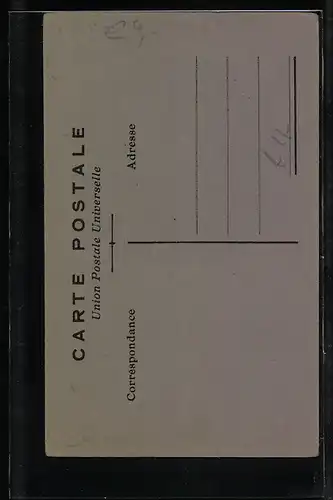 CARTE POSTALE
Union Postale Universelle
Correspondance
Adresse